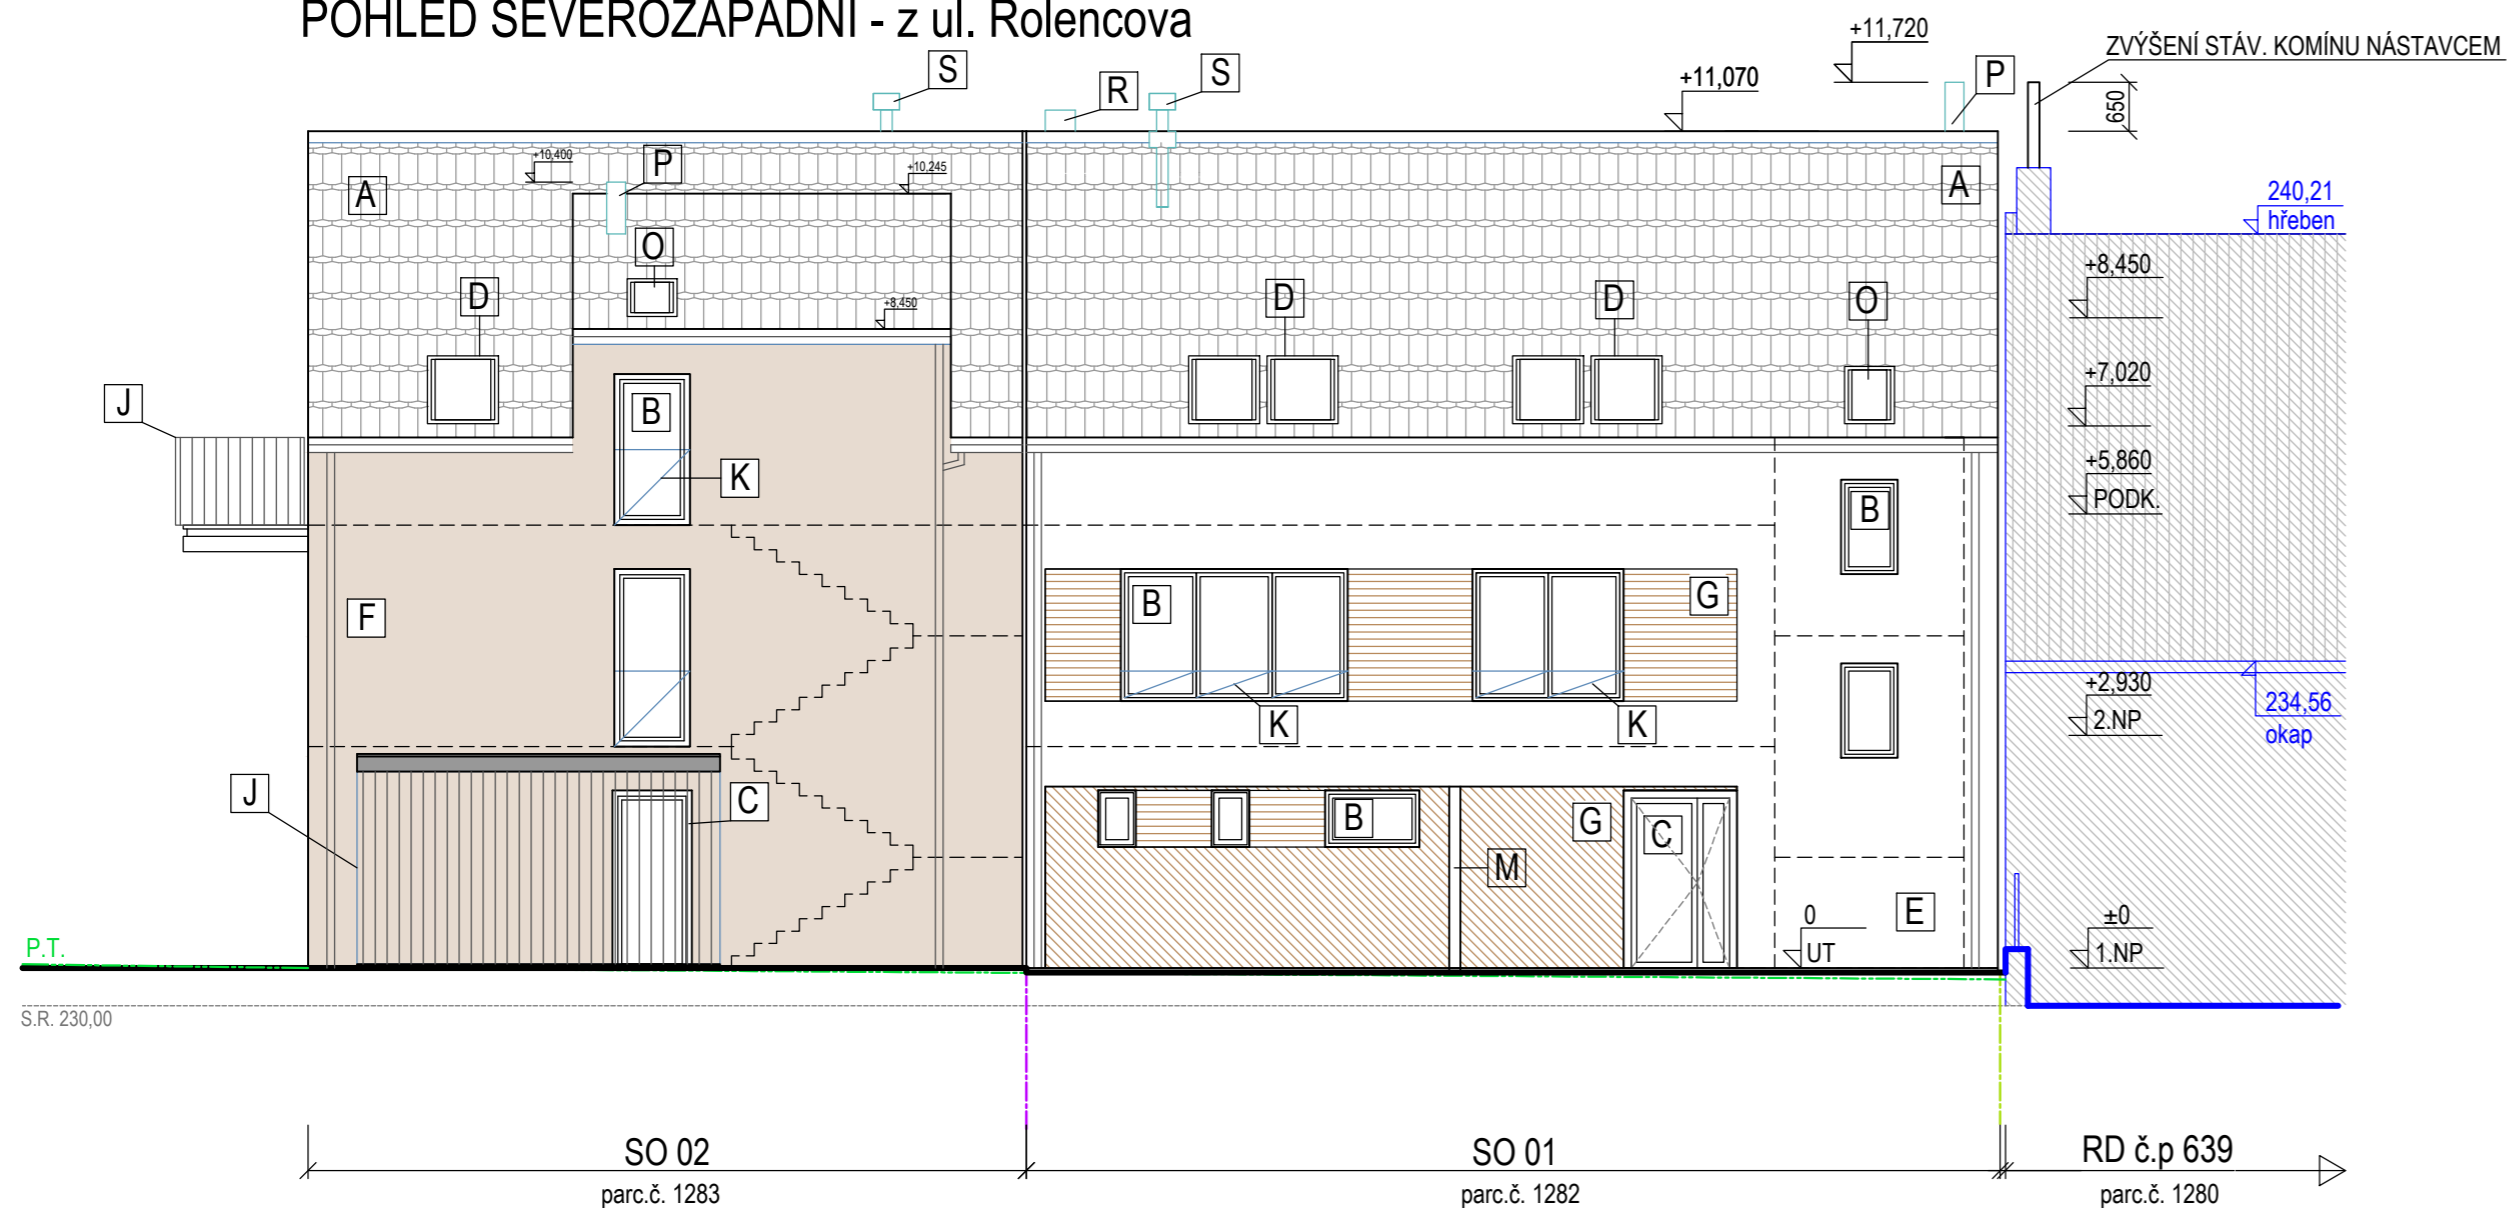 POHLED SEVEROZÁPADNÍ - z ul. Rolencova
+11,720
ZVÝŠENÍ STÁV. KOMÍNU NÁSTAVCEM
S
R
S
+11,070
P
650
+10,400
P
+10,245
A
A
240,21
hřeben
O
+8,450
D
+8,450
D
D
O
+7,020
J
B
K
+5,860
PODK.
B
F
B
G
K
K
+2,930
2.NP
234,56
okap
J
C
B
G
C
M
E
0
UT
±0
1.NP
P.T.
S.R. 230,00
SO 02
SO 01
RD č.p 639
parc.č. 1283
parc.č. 1282
parc.č. 1280